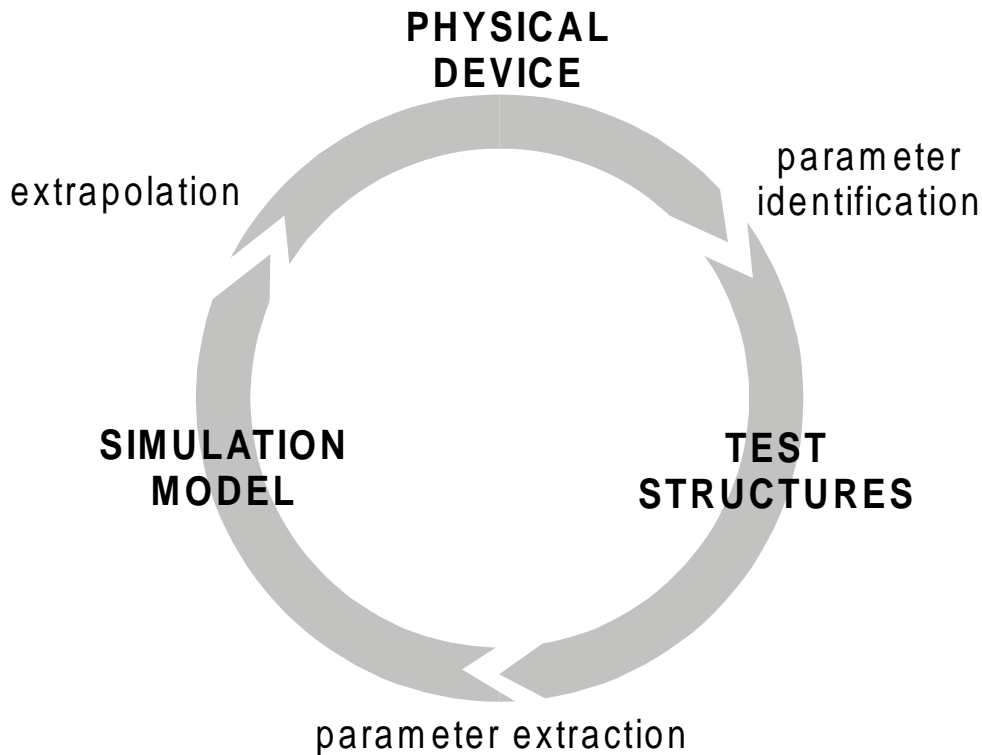 PHYSICAL
DEVICE
parameter
identification
extrapolation
SIMULATION
MODEL
TEST
STRUCTURES
parameter extraction